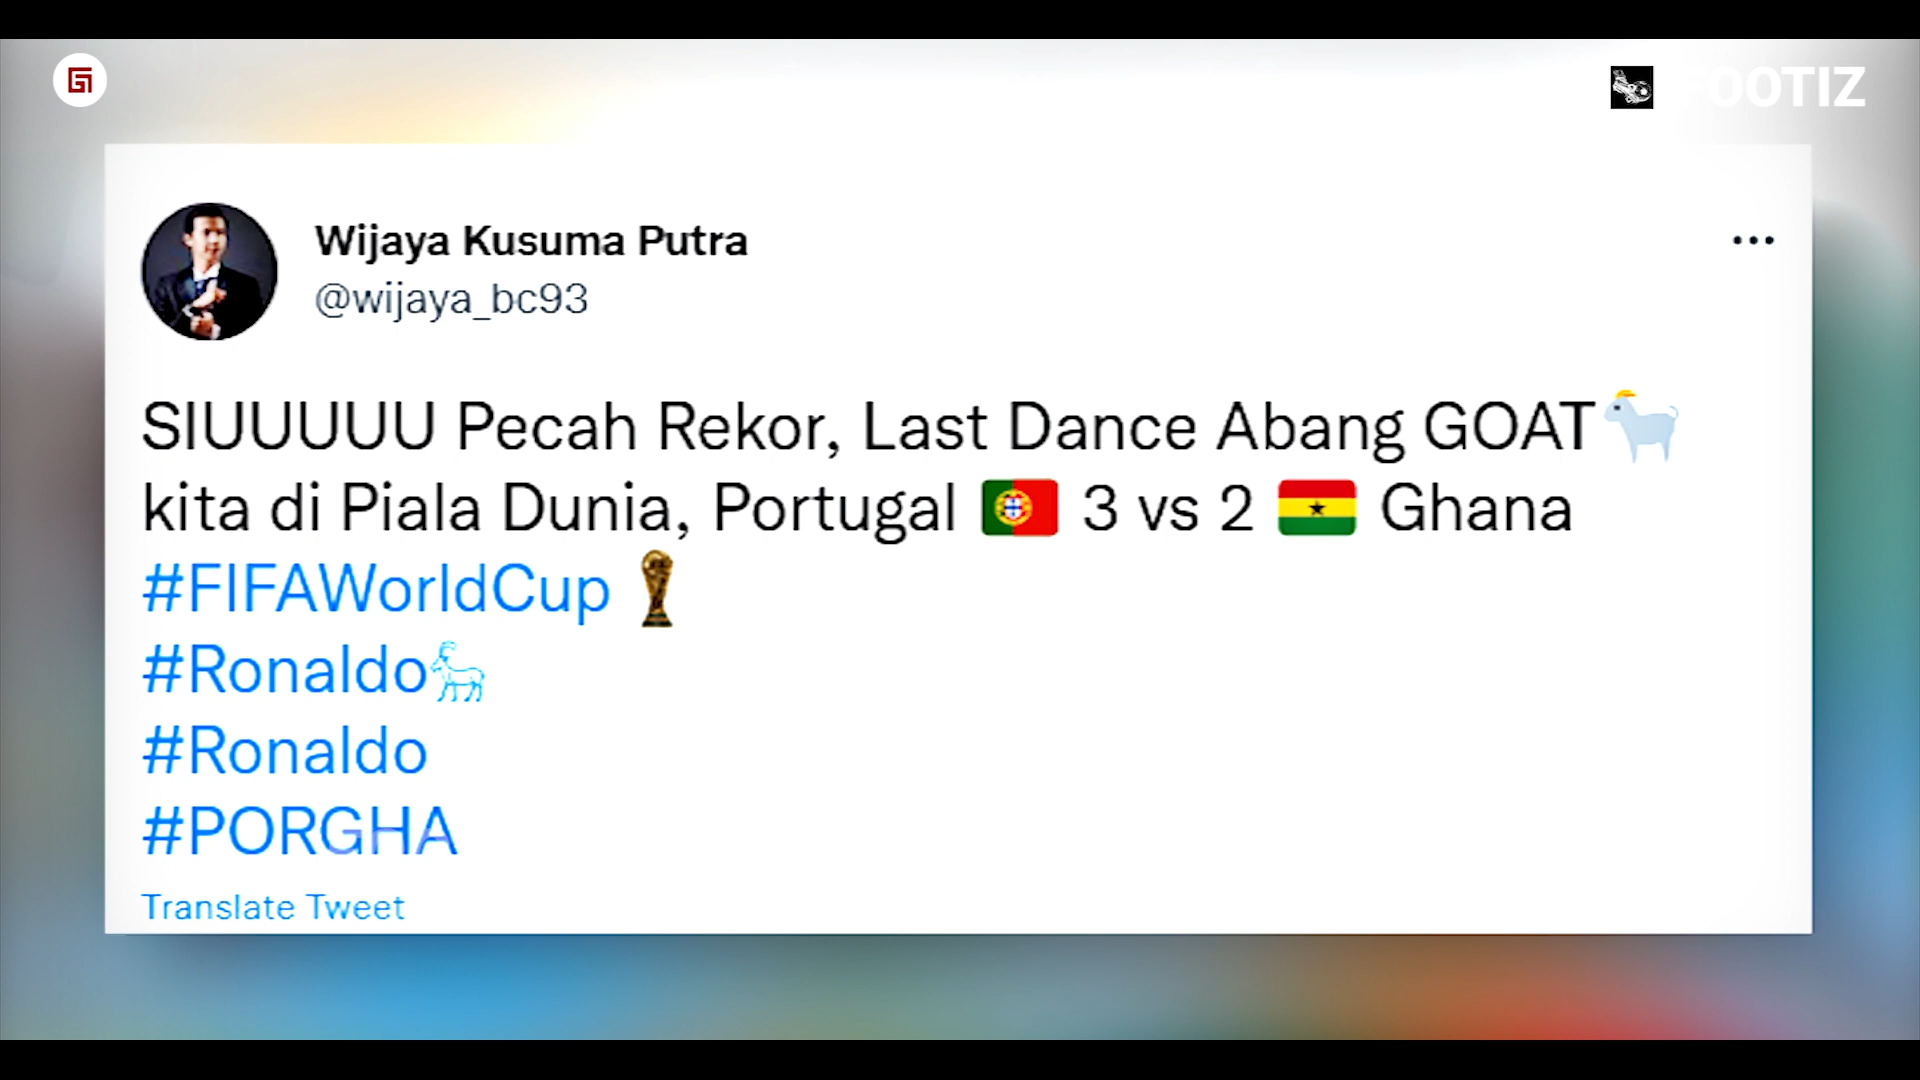 FOOTIZ
Wijaya Kusuma Putra
@wijaya_bc93
SIUUUUU Pecah Rekor, Last Dance Abang GOAT🐐
kita di Piala Dunia, Portugal 🇵🇹 3 vs 2 🇬🇭 Ghana
#FIFAWorldCup
#Ronaldo🐐
#Ronaldo
#PORGHA
Translate Tweet